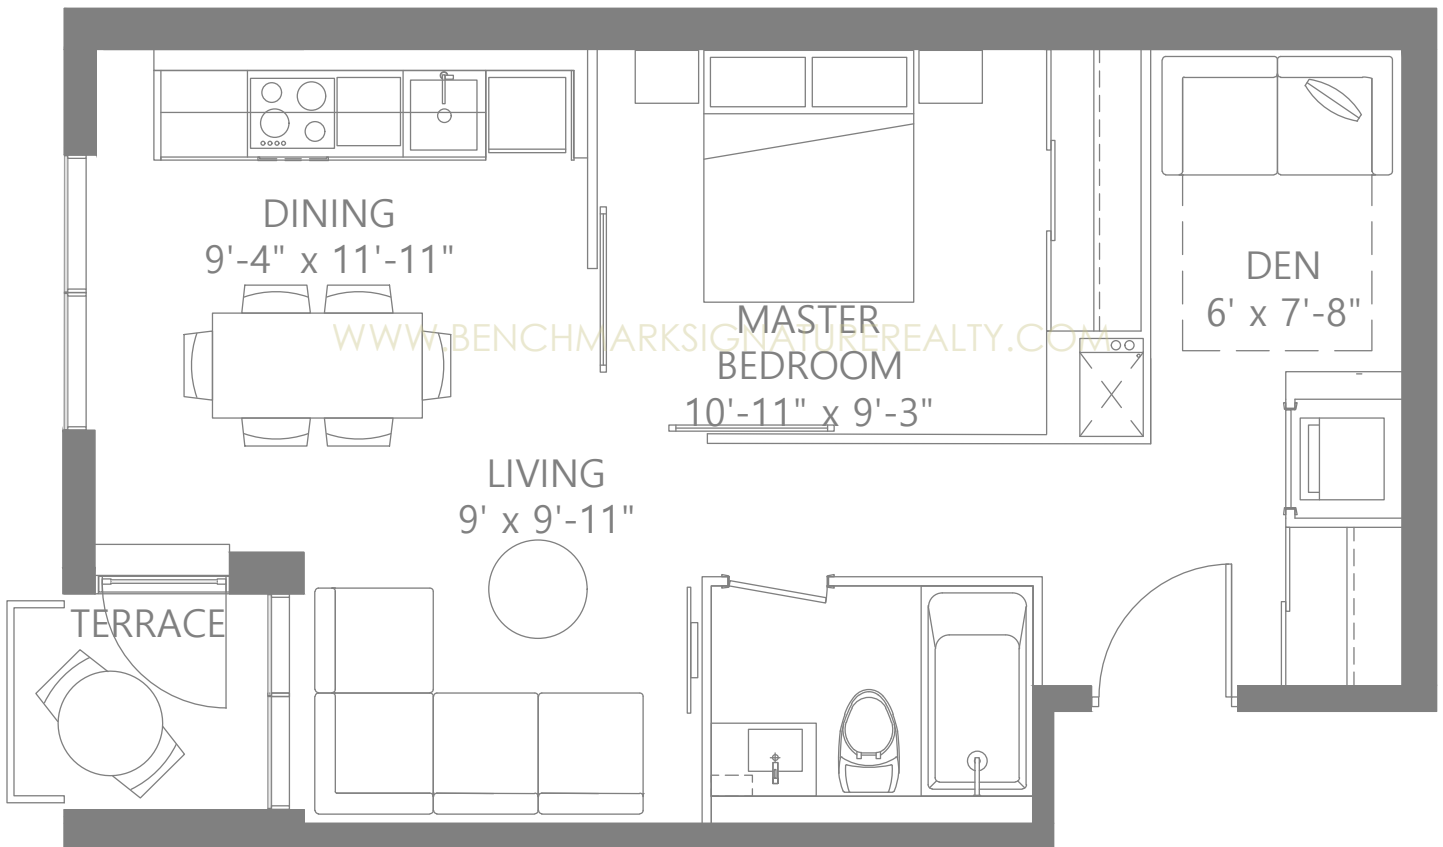 DINING
9'-4" x 11'-11"
DEN
6' x 7'-8"
WWW.BENCHMARKSIGNATUREREALTY.COM
MASTER
BEDROOM
10'-11" x 9'-3"
LIVING
9' x 9'-11"
TERRACE